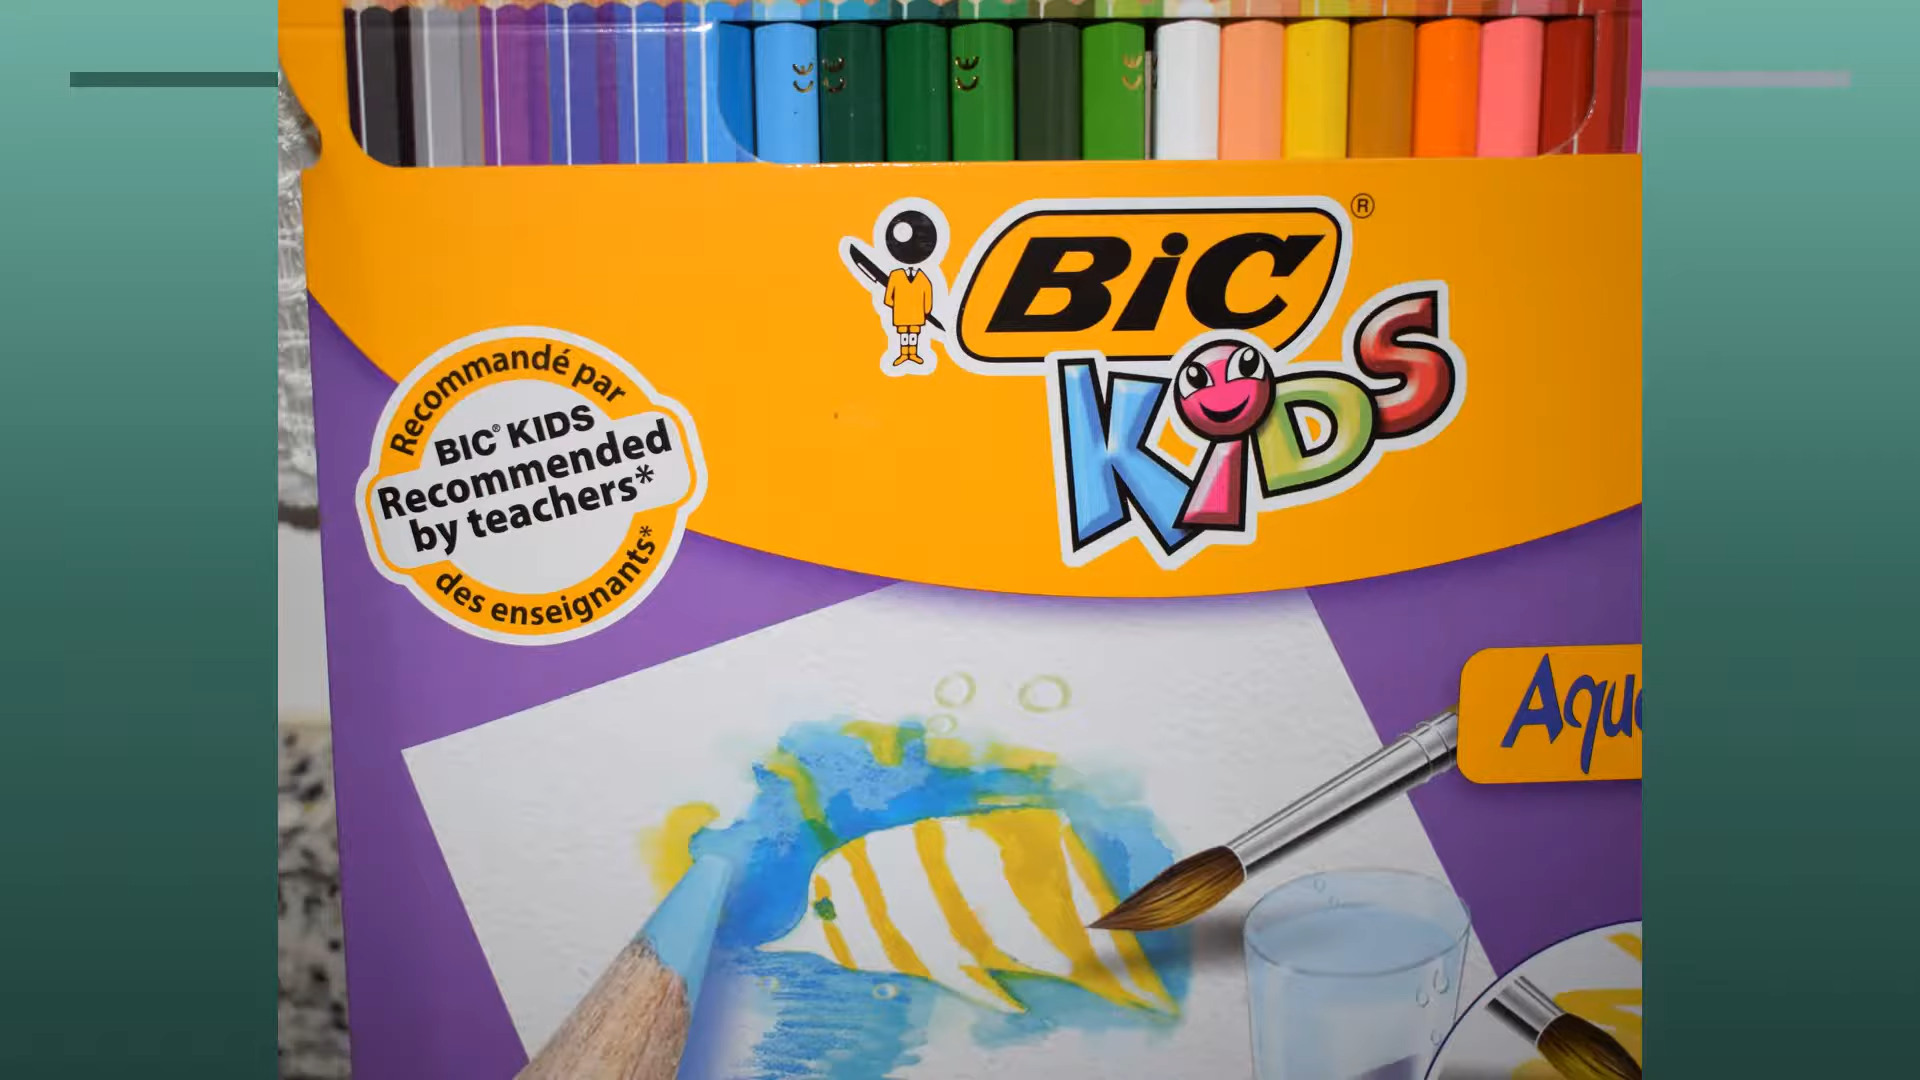 BiC
®
KiDS
Recommandé par
BIC® KIDS
Recommended
by teachers*
des enseignants*
Aqu